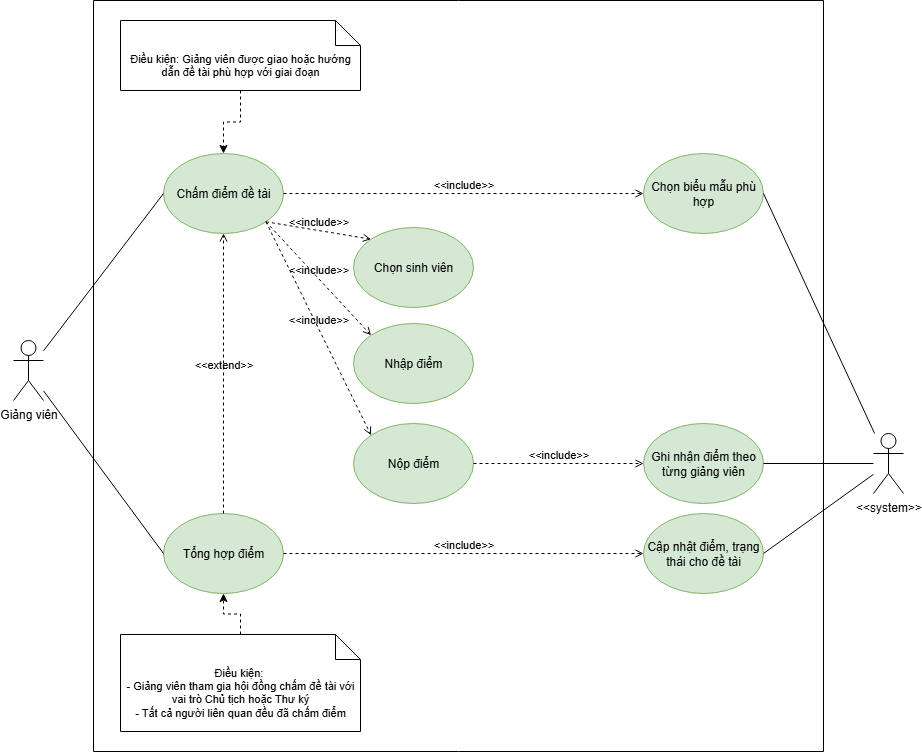 Điều kiện: Giảng viên được giao hoặc hướng
dẫn đề tài phù hợp với giai đoạn
Chấm điểm đề tài
<<include>>
Chọn biểu mẫu phù
hợp
<<include>>
Chọn sinh viên
<<include>>
<<include>>
Nhập điểm
<<extend>>
Giảng viên
Nộp điểm
<<include>>
Ghi nhận điểm theo
từng giảng viên
<<system>>
Tổng hợp điểm
<<include>>
Cập nhật điểm, trạng
thái cho đề tài
Điều kiện:
- Giảng viên tham gia hội đồng chấm đề tài với
vai trò Chủ tịch hoặc Thư ký
- Tất cả người liên quan đều đã chấm điểm